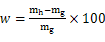 w = (m_h − m_g) / m_g × 100